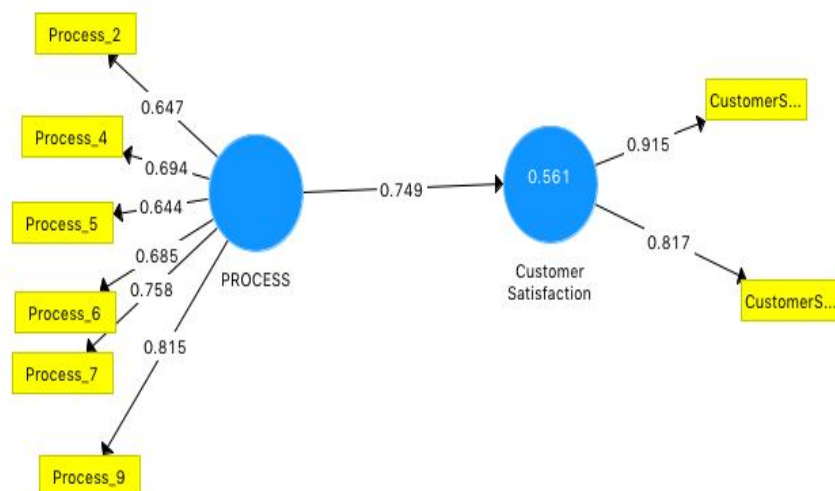 Process_2
0.647
Process_4
0.694
Process_5
0.644
0.685
Process_6
0.758
Process_7
0.815
Process_9
PROCESS
0.749
0.561
Customer
Satisfaction
CustomerS...
0.915
0.817
CustomerS...